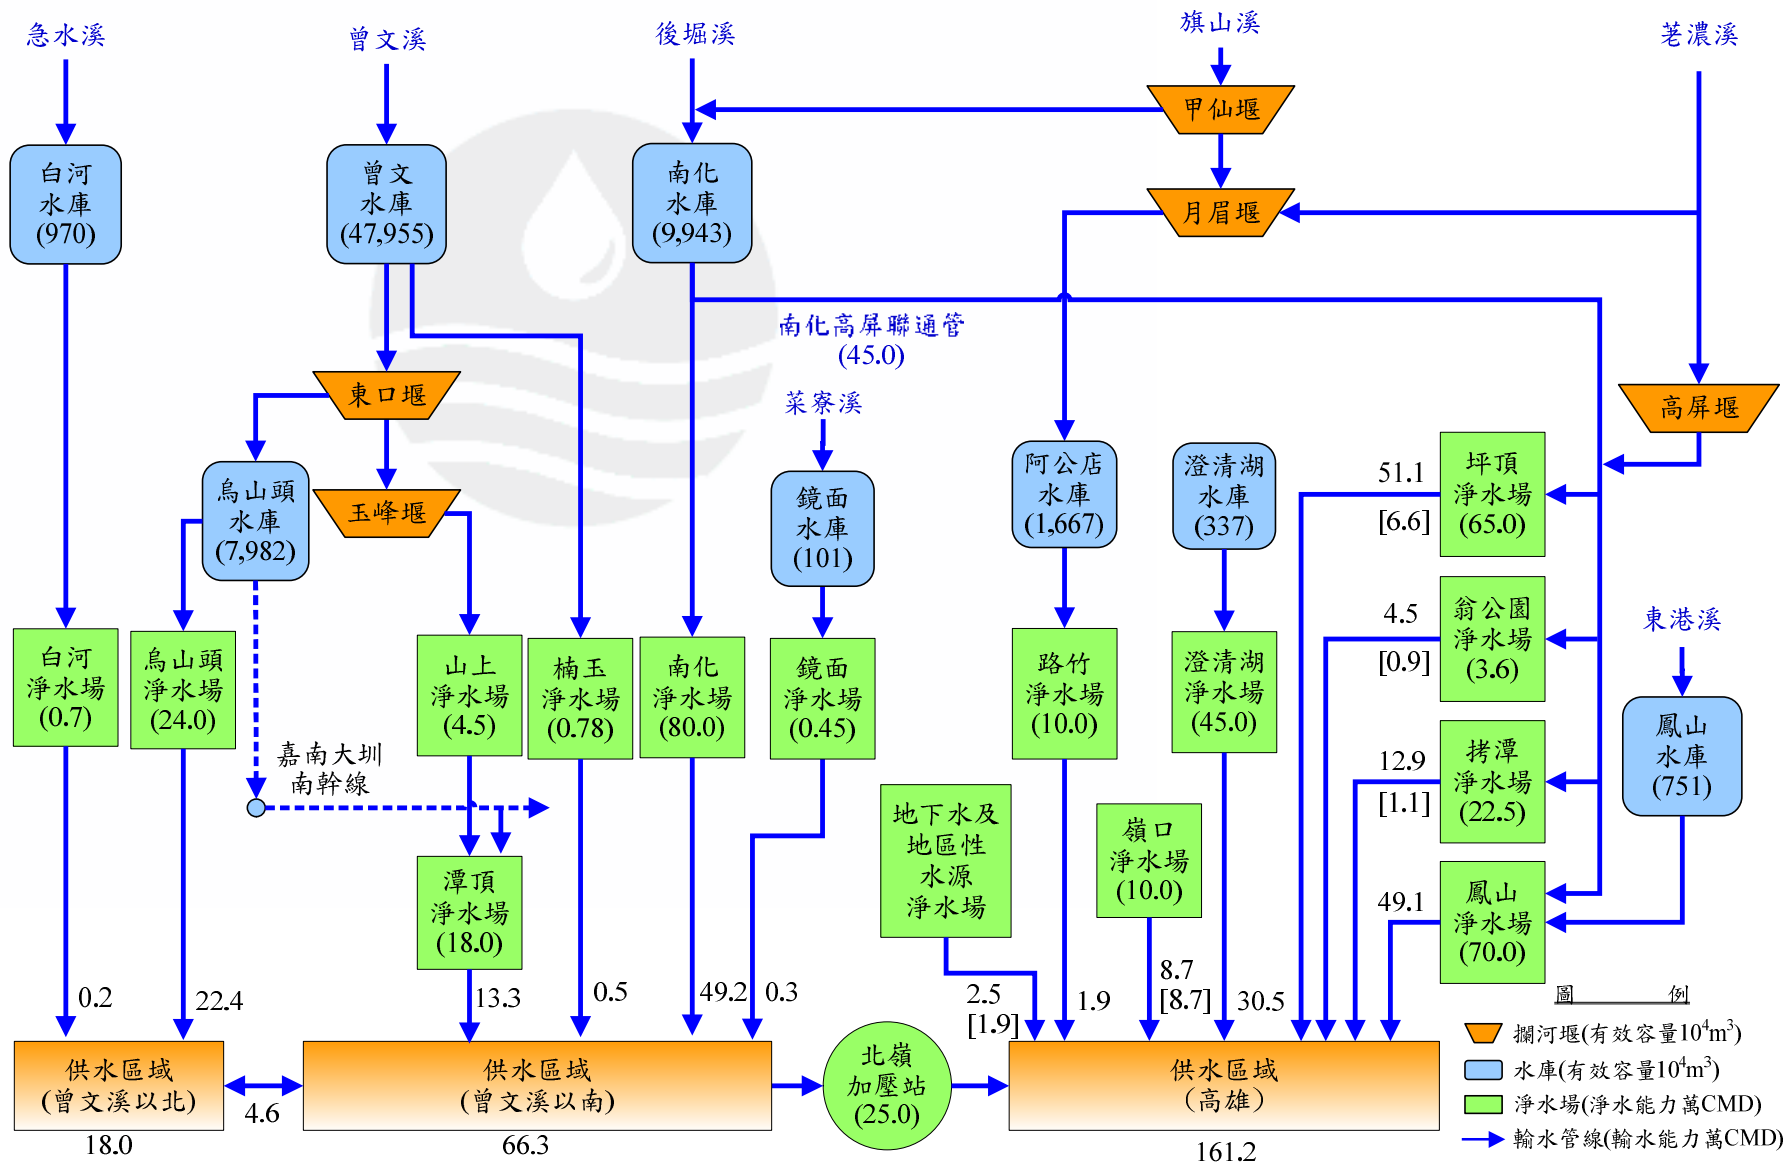 急水溪
曾文溪
後堀溪
旗山溪
荖濃溪
甲仙堰
白河
水庫
(970)
曾文
水庫
(47,955)
南化
水庫
(9,943)
月眉堰
南化高屏聯通管
(45.0)
東口堰
菜寮溪
高屏堰
烏山頭
水庫
(7,982)
玉峰堰
鏡面
水庫
(101)
阿公店
水庫
(1,667)
澄清湖
水庫
(337)
51.1
[6.6]
坪頂
淨水場
(65.0)
4.5
[0.9]
翁公園
淨水場
(3.6)
東港溪
白河
淨水場
(0.7)
烏山頭
淨水場
(24.0)
山上
淨水場
(4.5)
楠玉
淨水場
(0.78)
南化
淨水場
(80.0)
鏡面
淨水場
(0.45)
路竹
淨水場
(10.0)
澄清湖
淨水場
(45.0)
12.9
[1.1]
拷潭
淨水場
(22.5)
鳳山
水庫
(751)
嘉南大圳
南幹線
地下水及
地區性
水源
淨水場
嶺口
淨水場
(10.0)
潭頂
淨水場
(18.0)
49.1
鳳山
淨水場
(70.0)
0.2
22.4
13.3
0.5
49.2
0.3
2.5
[1.9]
1.9
8.7
[8.7]
30.5
圖 例
攔河堰(有效容量10⁴m³)
水庫(有效容量10⁴m³)
淨水場(淨水能力萬CMD)
輸水管線(輸水能力萬CMD)
供水區域
(曾文溪以北)
18.0
4.6
供水區域
(曾文溪以南)
66.3
北嶺
加壓站
(25.0)
供水區域
(高雄)
161.2